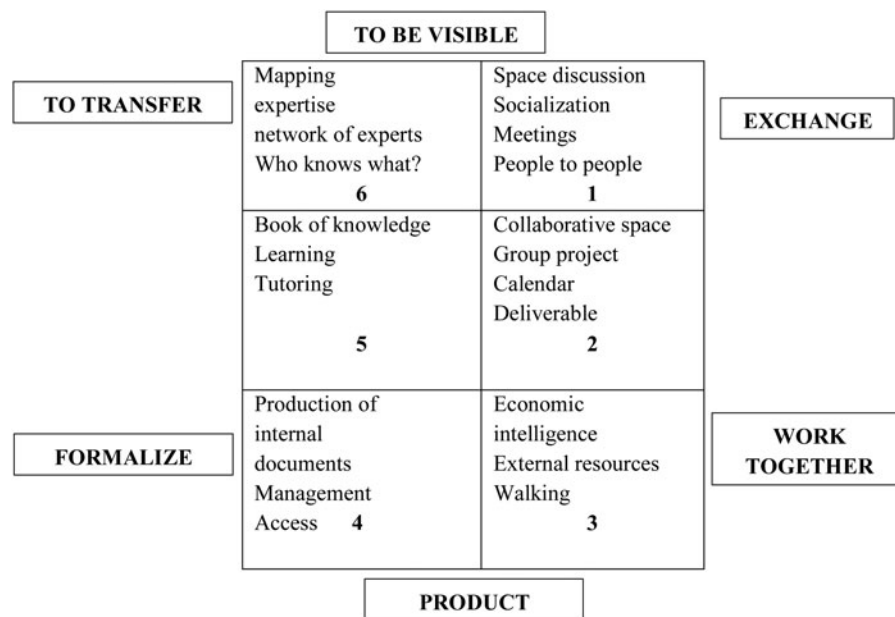 TO BE VISIBLE
TO TRANSFER
Mapping
expertise
network of experts
Who knows what?
6
Space discussion
Socialization
Meetings
People to people
1
EXCHANGE
Book of knowledge
Learning
Tutoring
5
Collaborative space
Group project
Calendar
Deliverable
2
FORMALIZE
Production of
internal
documents
Management
Access 4
Economic
intelligence
External resources
Walking
3
WORK
TOGETHER
PRODUCT